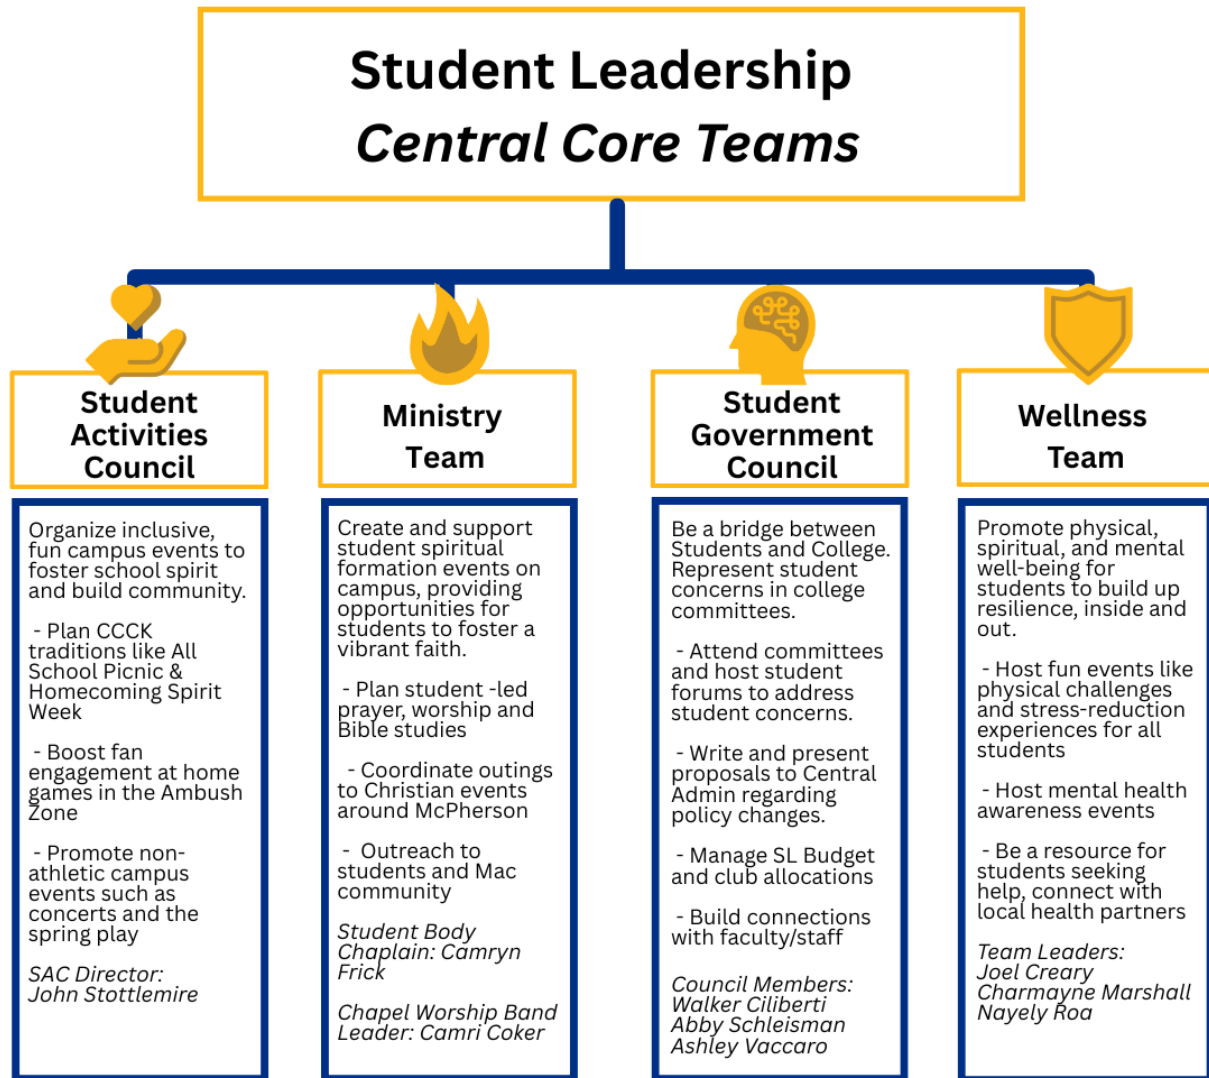 Student Leadership
Central Core Teams
Student
Activities
Council
Organize inclusive,
fun campus events to
foster school spirit
and build community.
- Plan CCCK
traditions like All
School Picnic &
Homecoming Spirit
Week
- Boost fan
engagement at home
games in the Ambush
Zone
- Promote non-
athletic campus
events such as
concerts and the
spring play
SAC Director:
John Stottlemire
Ministry
Team
Create and support
student spiritual
formation events on
campus, providing
opportunities for
students to foster a
vibrant faith.
- Plan student -led
prayer, worship and
Bible studies
- Coordinate outings
to Christian events
around McPherson
- Outreach to
students and Mac
community
Student Body
Chaplain: Camryn
Frick
Chapel Worship Band
Leader: Camri Coker
Student
Government
Council
Be a bridge between
Students and College.
Represent student
concerns in college
committees.
- Attend committees
and host student
forums to address
student concerns.
- Write and present
proposals to Central
Admin regarding
policy changes.
- Manage SL Budget
and club allocations
- Build connections
with faculty/staff
Council Members:
Walker Ciliberti
Abby Schleisman
Ashley Vaccaro
Wellness
Team
Promote physical,
spiritual, and mental
well-being for
students to build up
resilience, inside and
out.
- Host fun events like
physical challenges
and stress-reduction
experiences for all
students
- Host mental health
awareness events
- Be a resource for
students seeking
help, connect with
local health partners
Team Leaders:
Joel Creary
Charmayne Marshall
Nayely Roa